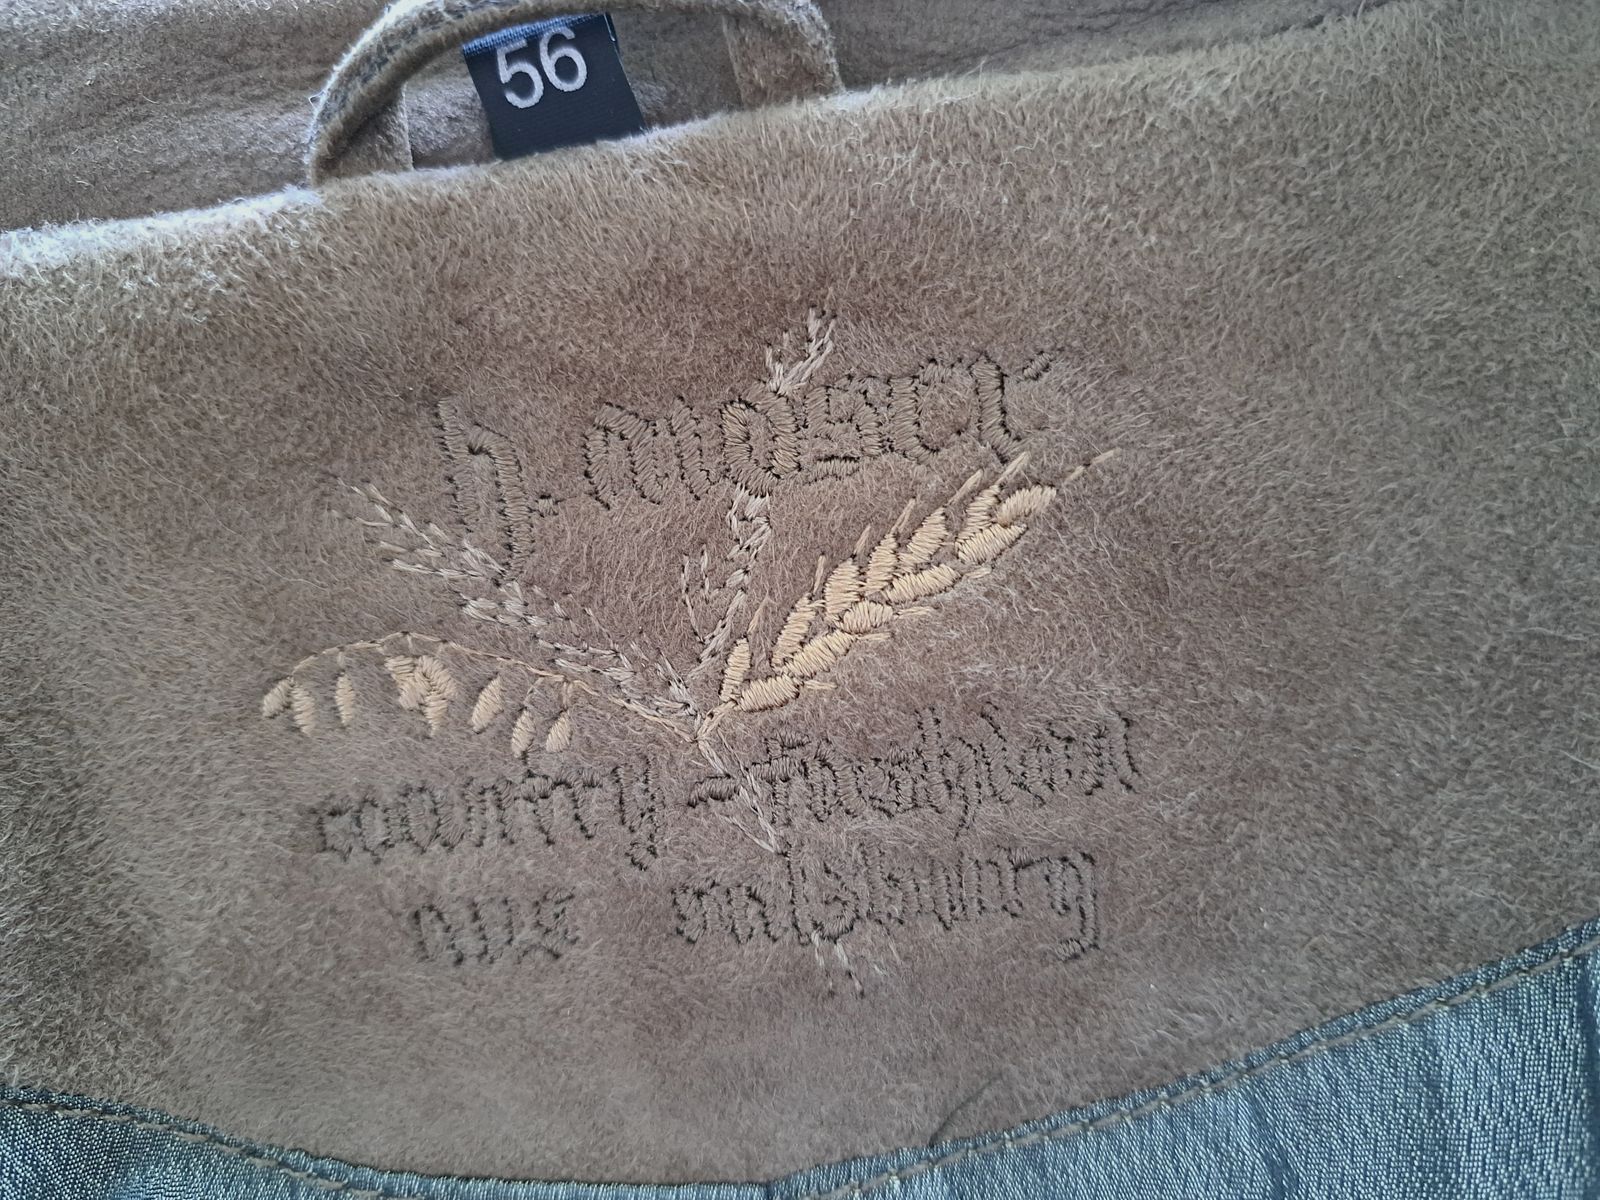 56
h. moser
country-fashion
aus salzburg